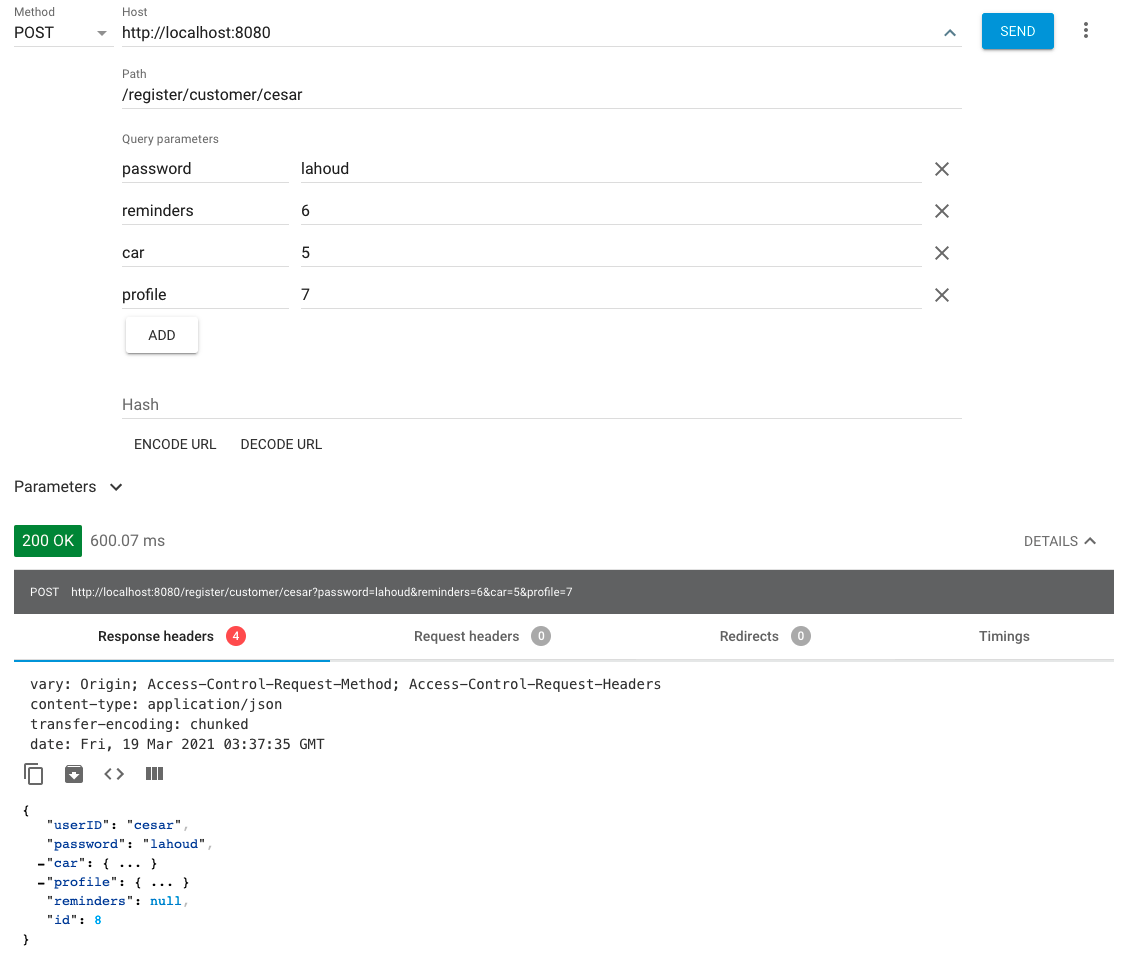 Method Host
POST http://localhost:8080 SEND
Path
/register/customer/cesar
Query parameters
password lahoud
reminders 6
car 5
profile 7
ADD
Hash
ENCODE URL DECODE URL
Parameters
200 OK 600.07 ms DETAILS
POST http://localhost:8080/register/customer/cesar?password=lahoud&reminders=6&car=5&profile=7
Response headers 4 Request headers 0 Redirects 0 Timings
vary: Origin; Access-Control-Request-Method; Access-Control-Request-Headers
content-type: application/json
transfer-encoding: chunked
date: Fri, 19 Mar 2021 03:37:35 GMT
{
"userID": "cesar",
"password": "lahoud",
-"car": { ... }
-"profile": { ... }
"reminders": null,
"id": 8
}